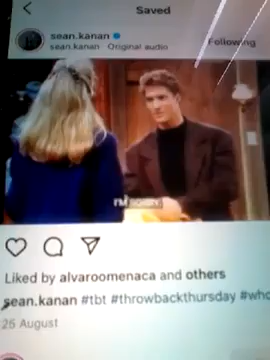 Saved
sean.kanan
sean.kanan · Original audio
Following
I'M SORRY.
Liked by alvaroomenaca and others
sean.kanan #tbt #throwbackthursday #who
25 August